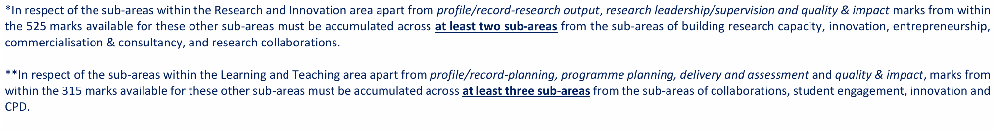 *In respect of the sub-areas within the Research and Innovation area apart from profile/record-research output, research leadership/supervision and quality & impact marks from within
the 525 marks available for these other sub-areas must be accumulated across at least two sub-areas from the sub-areas of building research capacity, innovation, entrepreneurship,
commercialisation & consultancy, and research collaborations.
**In respect of the sub-areas within the Learning and Teaching area apart from profile/record-planning, programme planning, delivery and assessment and quality & impact, marks from
within the 315 marks available for these other sub-areas must be accumulated across at least three sub-areas from the sub-areas of collaborations, student engagement, innovation and
CPD.